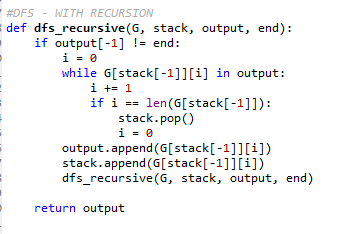 #DFS - WITH RECURSION
def dfs_recursive(G, stack, output, end):
    if output[-1] != end:
        i = 0
        while G[stack[-1]][i] in output:
            i += 1
            if i == len(G[stack[-1]]):
                stack.pop()
                i = 0
        output.append(G[stack[-1]][i])
        stack.append(G[stack[-1]][i])
        dfs_recursive(G, stack, output, end)
    return output